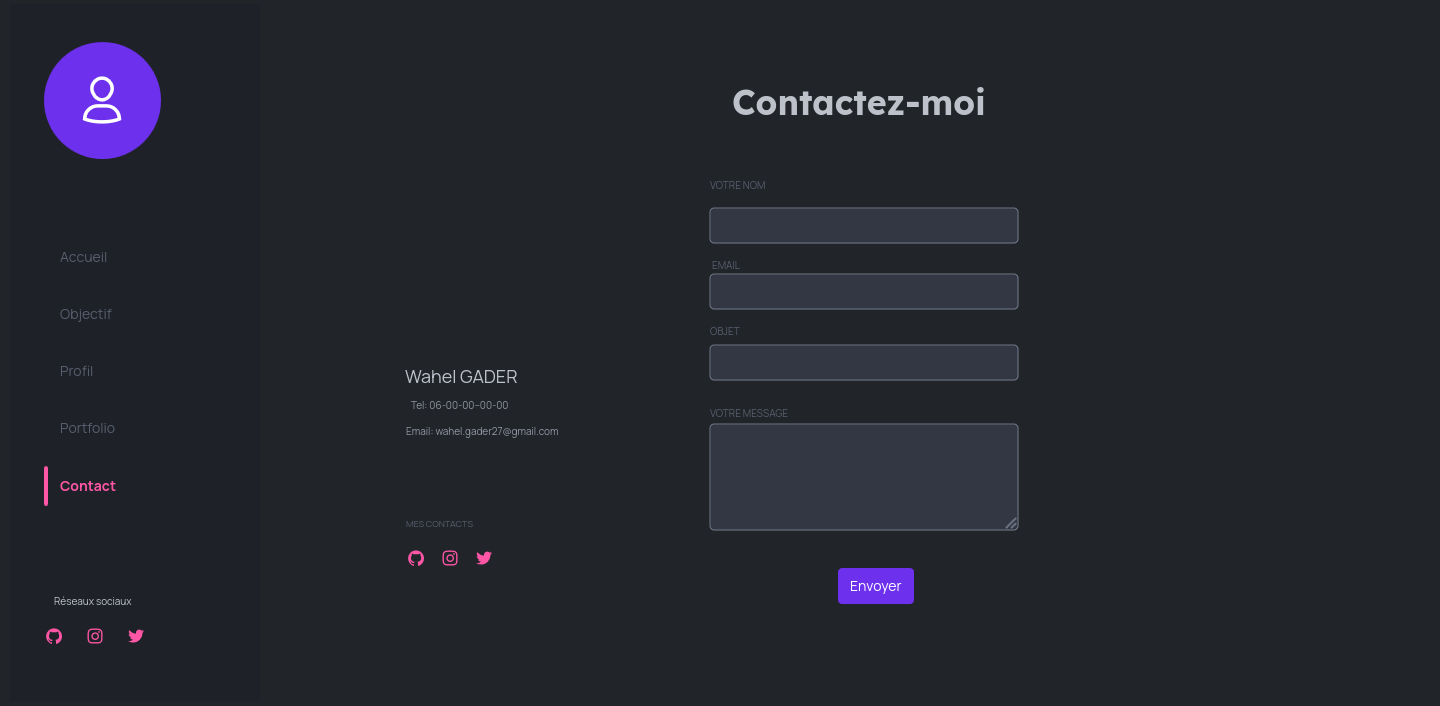 Accueil
Objectif
Profil
Portfolio
Contact
Réseaux sociaux
Contactez-moi
Wahel GADER
Tel: 06-00-00-00-00
Email: wahel.gader27@gmail.com
MES CONTACTS
VOTRE NOM
EMAIL
OBJET
VOTRE MESSAGE
Envoyer